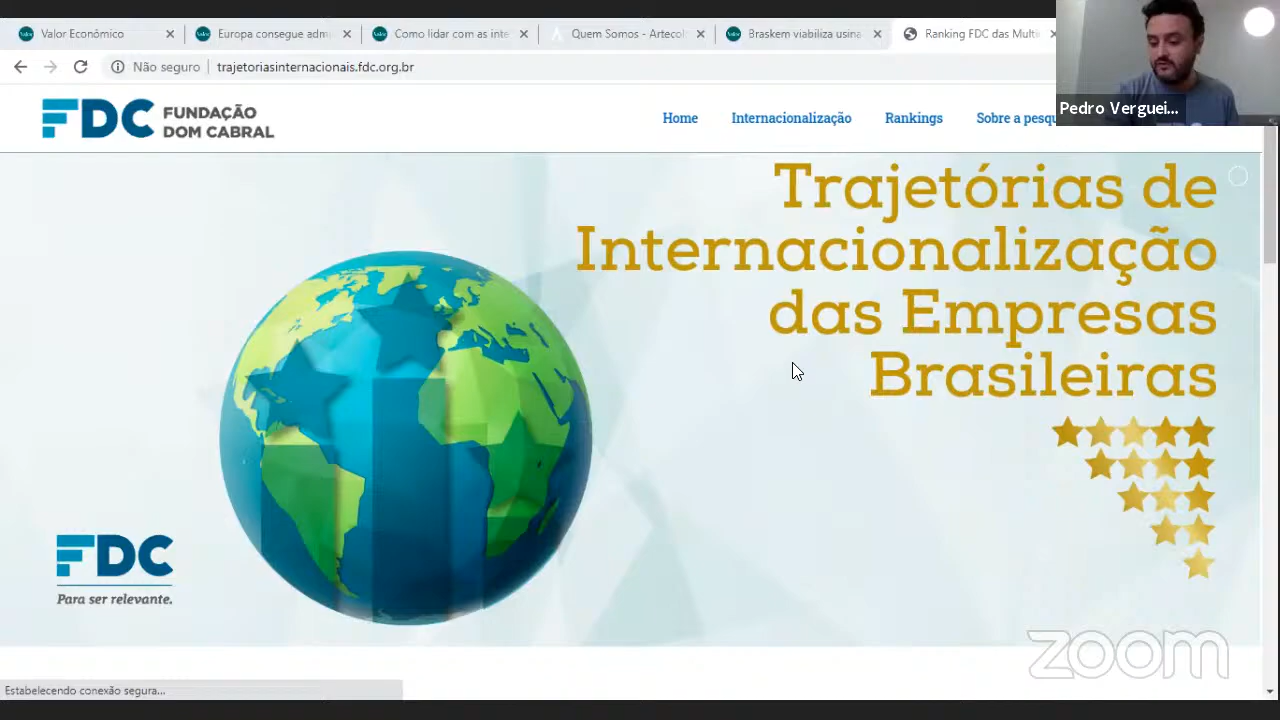 Valor Econômico
Europa consegue adm
Como lidar com as inte
Quem Somos - Artecol
Braskem viabiliza usina
Ranking FDC das Multi
Não seguro
trajetoriasinternacionais.fdc.org.br
Pedro Verguei...
FDC FUNDAÇÃO
DOM CABRAL
Home
Internacionalização
Rankings
Sobre a pesqu
Trajetórias de
Internacionalização
das Empresas
Brasileiras
FDC
Para ser relevante.
zoom
Estabelecendo conexão segura...